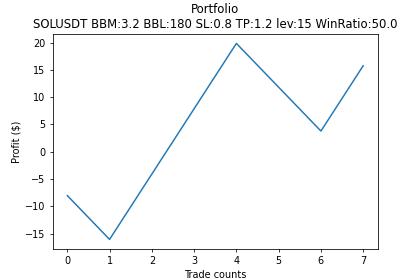 Portfolio
SOLUSDT BBM:3.2 BBL:180 SL:0.8 TP:1.2 lev:15 WinRatio:50.0
20
15
10
5
0
−5
−10
−15
Profit ($)
0 1 2 3 4 5 6 7
Trade counts